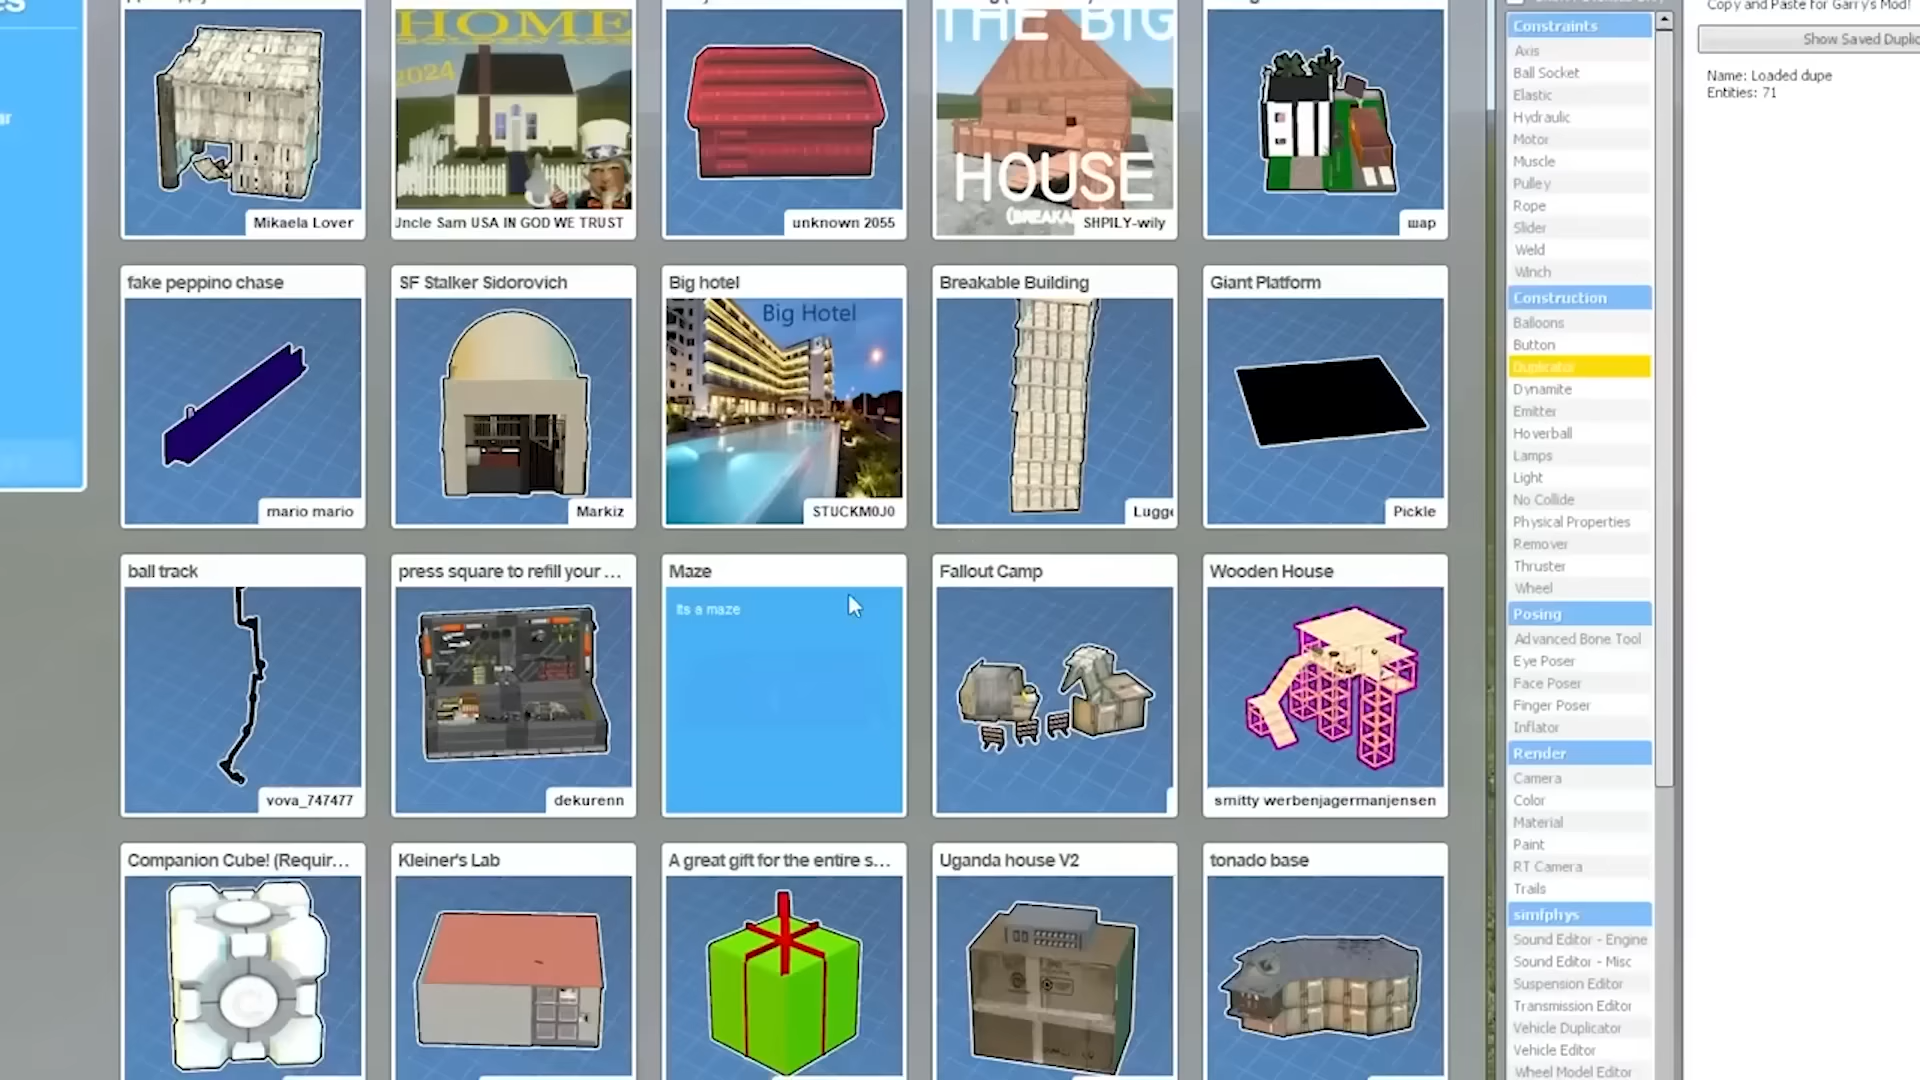 Copy and Paste for Garry's Mod!
Show Saved Duplic
Name: Loaded dupe
Entities: 71
HOME
2024
Mikaela Lover
Jncle Sam USA IN GOD WE TRUST
unknown 2055
THE BIG
HOUSE
SHPILY-wily
шар
fake peppino chase
SF Stalker Sidorovich
Big hotel
Breakable Building
Giant Platform
Big Hotel
mario mario
Markiz
STUCKM0J0
Lugge
Pickle
ball track
press square to refill your ...
Maze
Fallout Camp
Wooden House
Its a maze
vova_747477
dekurenn
smitty werbenjagermanjensen
Companion Cube! (Requir...
Kleiner's Lab
A great gift for the entire s...
Uganda house V2
tonado base
Constraints
Axis
Ball Socket
Elastic
Hydraulic
Motor
Muscle
Pulley
Rope
Slider
Weld
Winch
Construction
Balloons
Button
Duplicator
Dynamite
Emitter
Hoverball
Lamps
Light
No Collide
Physical Properties
Remover
Thruster
Wheel
Posing
Advanced Bone Tool
Eye Poser
Face Poser
Finger Poser
Inflator
Render
Camera
Color
Material
Paint
RT Camera
Trails
simfphys
Sound Editor - Engine
Sound Editor - Misc
Suspension Editor
Transmission Editor
Vehicle Duplicator
Vehicle Editor
Wheel Model Editor